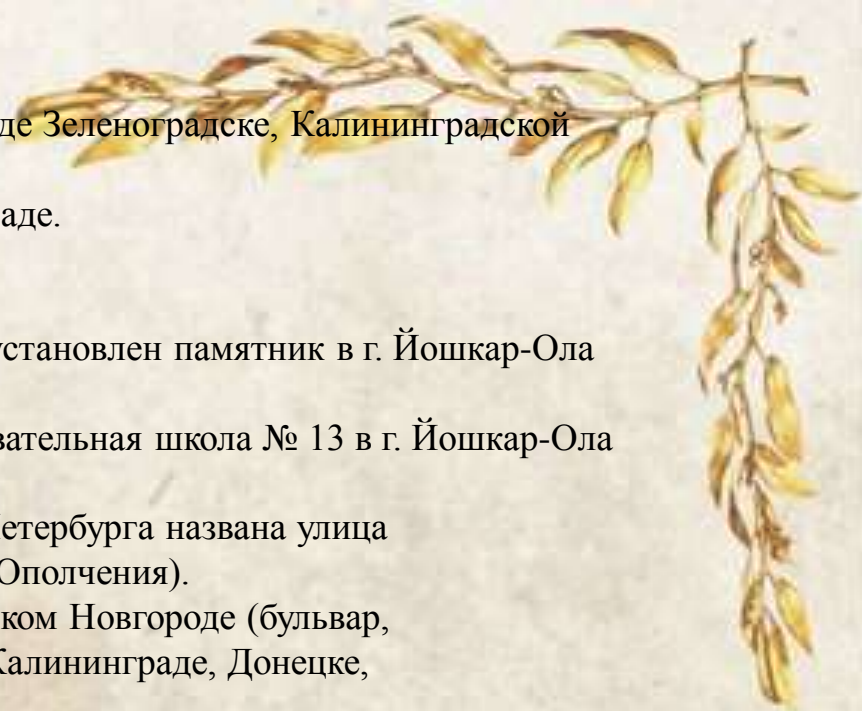 де Зеленоградске, Калининградской
аде.
установлен памятник в г. Йошкар-Ола
вательная школа № 13 в г. Йошкар-Ола
Петербурга названа улица
Ополчения).
ком Новгороде (бульвар,
Калининграде, Донецке,